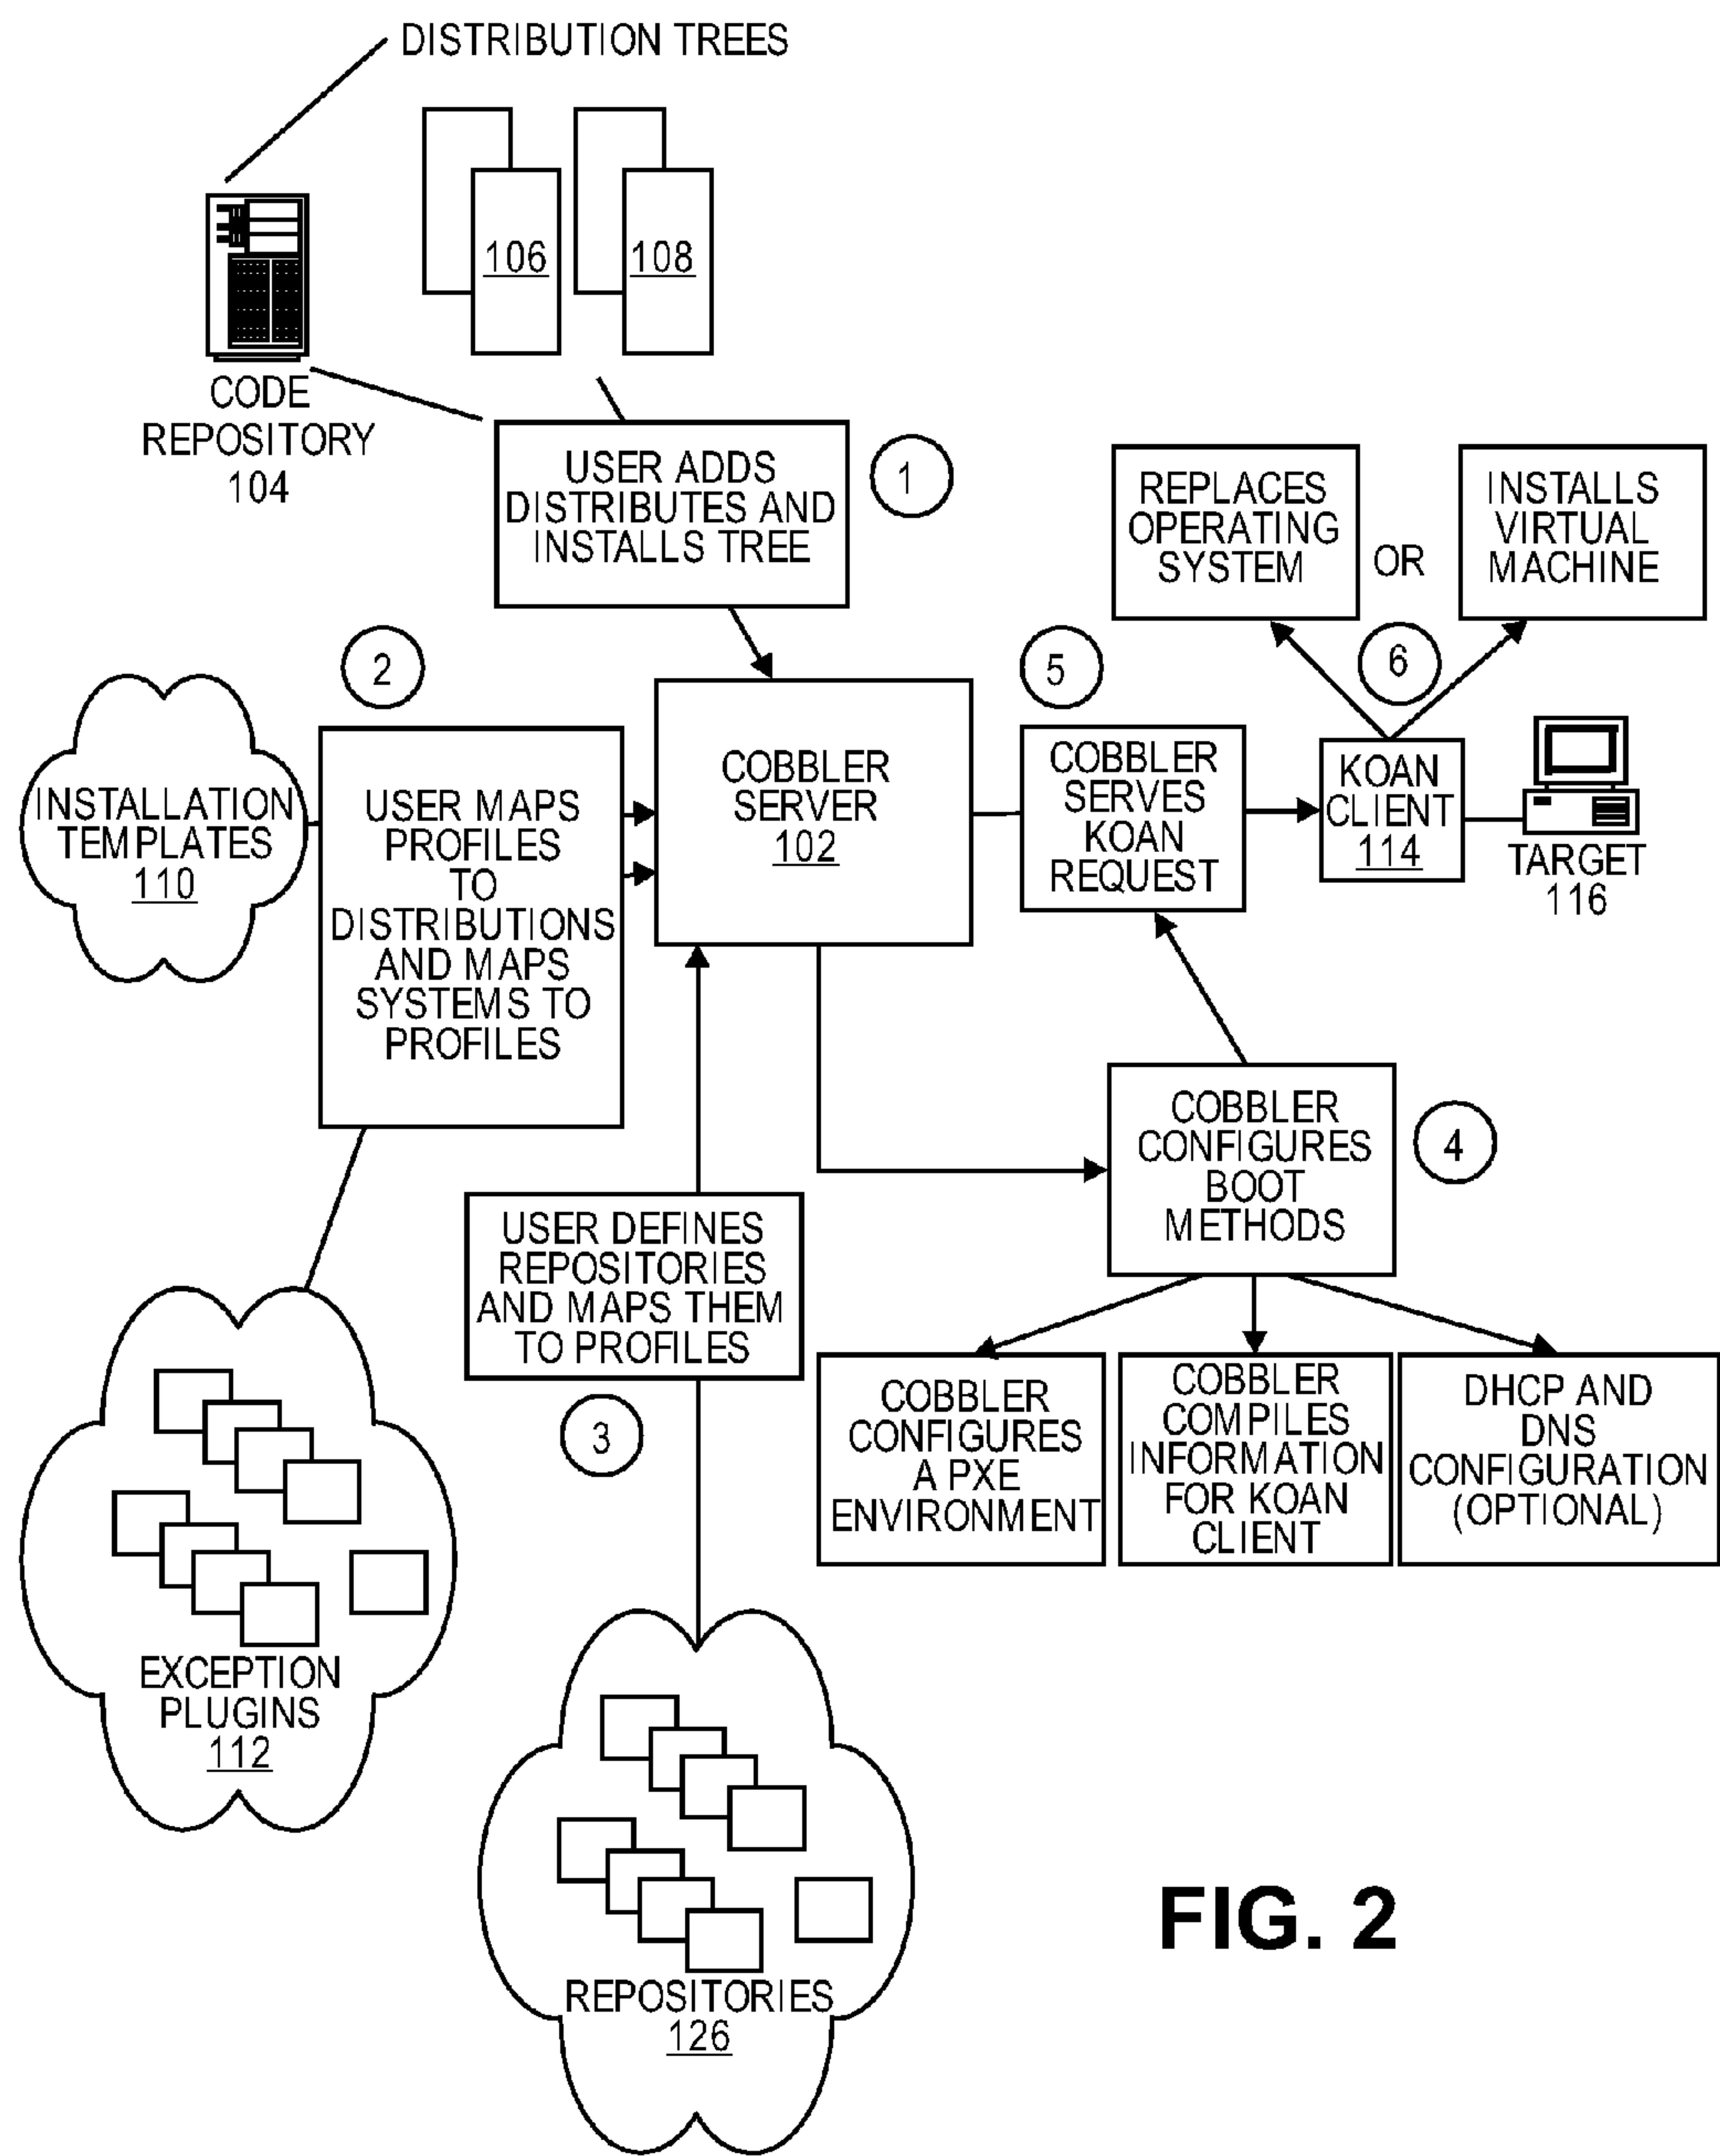 DISTRIBUTION TREES
106
108
CODE
REPOSITORY
104
USER ADDS
DISTRIBUTES AND
INSTALLS TREE
1
REPLACES
OPERATING
SYSTEM
OR
INSTALLS
VIRTUAL
MACHINE
2
5
6
INSTALLATION
TEMPLATES
110
USER MAPS
PROFILES
TO
DISTRIBUTIONS
AND MAPS
SYSTEMS TO
PROFILES
COBBLER
SERVER
102
COBBLER
SERVES
KOAN
REQUEST
KOAN
CLIENT
114
TARGET
116
COBBLER
CONFIGURES
BOOT
METHODS
4
USER DEFINES
REPOSITORIES
AND MAPS THEM
TO PROFILES
3
COBBLER
CONFIGURES
A PXE
ENVIRONMENT
COBBLER
COMPILES
INFORMATION
FOR KOAN
CLIENT
DHCP AND
DNS
CONFIGURATION
(OPTIONAL)
EXCEPTION
PLUGINS
112
REPOSITORIES
126
FIG. 2